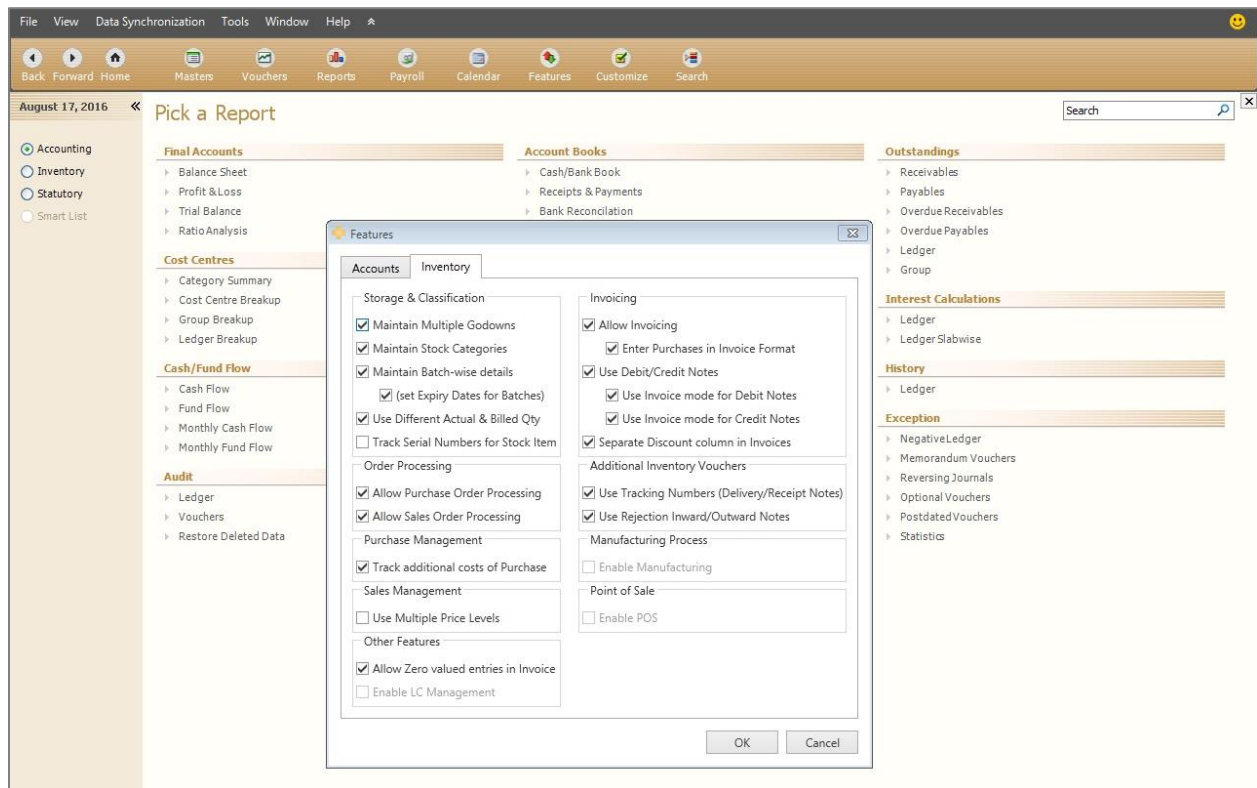 File View Data Synchronization Tools Window Help
Back Forward Home Masters Vouchers Reports Payroll Calendar Features Customize Search
August 17, 2016
Accounting
Inventory
Statutory
Smart List
Pick a Report
Search
Final Accounts
Balance Sheet
Profit & Loss
Trial Balance
Ratio Analysis
Cost Centres
Category Summary
Cost Centre Breakup
Group Breakup
Ledger Breakup
Cash/Fund Flow
Cash Flow
Fund Flow
Monthly Cash Flow
Monthly Fund Flow
Audit
Ledger
Vouchers
Restore Deleted Data
Account Books
Cash/Bank Book
Receipts & Payments
Bank Reconcilation
Outstandings
Receivables
Payables
Overdue Receivables
Overdue Payables
Ledger
Group
Interest Calculations
Ledger
Ledger Slabwise
History
Ledger
Exception
NegativeLedger
Memorandum Vouchers
Reversing Journals
Optional Vouchers
Postdated Vouchers
Statistics
Features
Accounts Inventory
Storage & Classification
Maintain Multiple Godowns
Maintain Stock Categories
Maintain Batch-wise details
(set Expiry Dates for Batches)
Use Different Actual & Billed Qty
Track Serial Numbers for Stock Item
Order Processing
Allow Purchase Order Processing
Allow Sales Order Processing
Purchase Management
Track additional costs of Purchase
Sales Management
Use Multiple Price Levels
Other Features
Allow Zero valued entries in Invoice
Enable LC Management
Invoicing
Allow Invoicing
Enter Purchases in Invoice Format
Use Debit/Credit Notes
Use Invoice mode for Debit Notes
Use Invoice mode for Credit Notes
Separate Discount column in Invoices
Additional Inventory Vouchers
Use Tracking Numbers (Delivery/Receipt Notes)
Use Rejection Inward/Outward Notes
Manufacturing Process
Enable Manufacturing
Point of Sale
Enable POS
OK Cancel